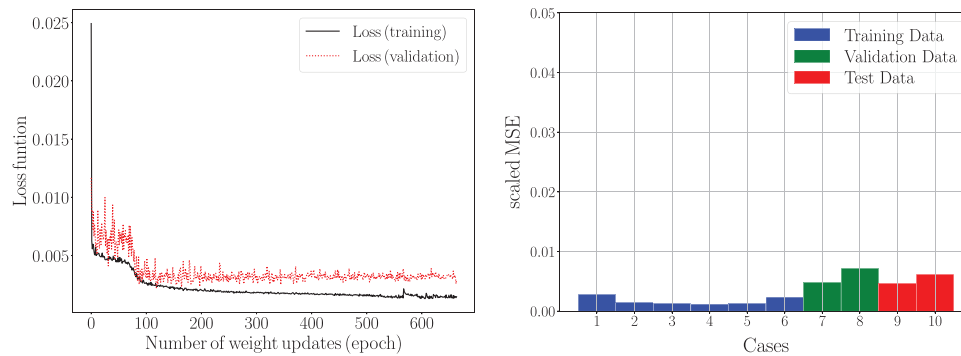 0.025
0.020
0.015
0.010
0.005
Loss funtion
Loss (training)
Loss (validation)
0 100 200 300 400 500 600
Number of weight updates (epoch)
0.05
0.04
0.03
0.02
0.01
0.00
scaled MSE
Training Data
Validation Data
Test Data
1 2 3 4 5 6 7 8 9 10
Cases